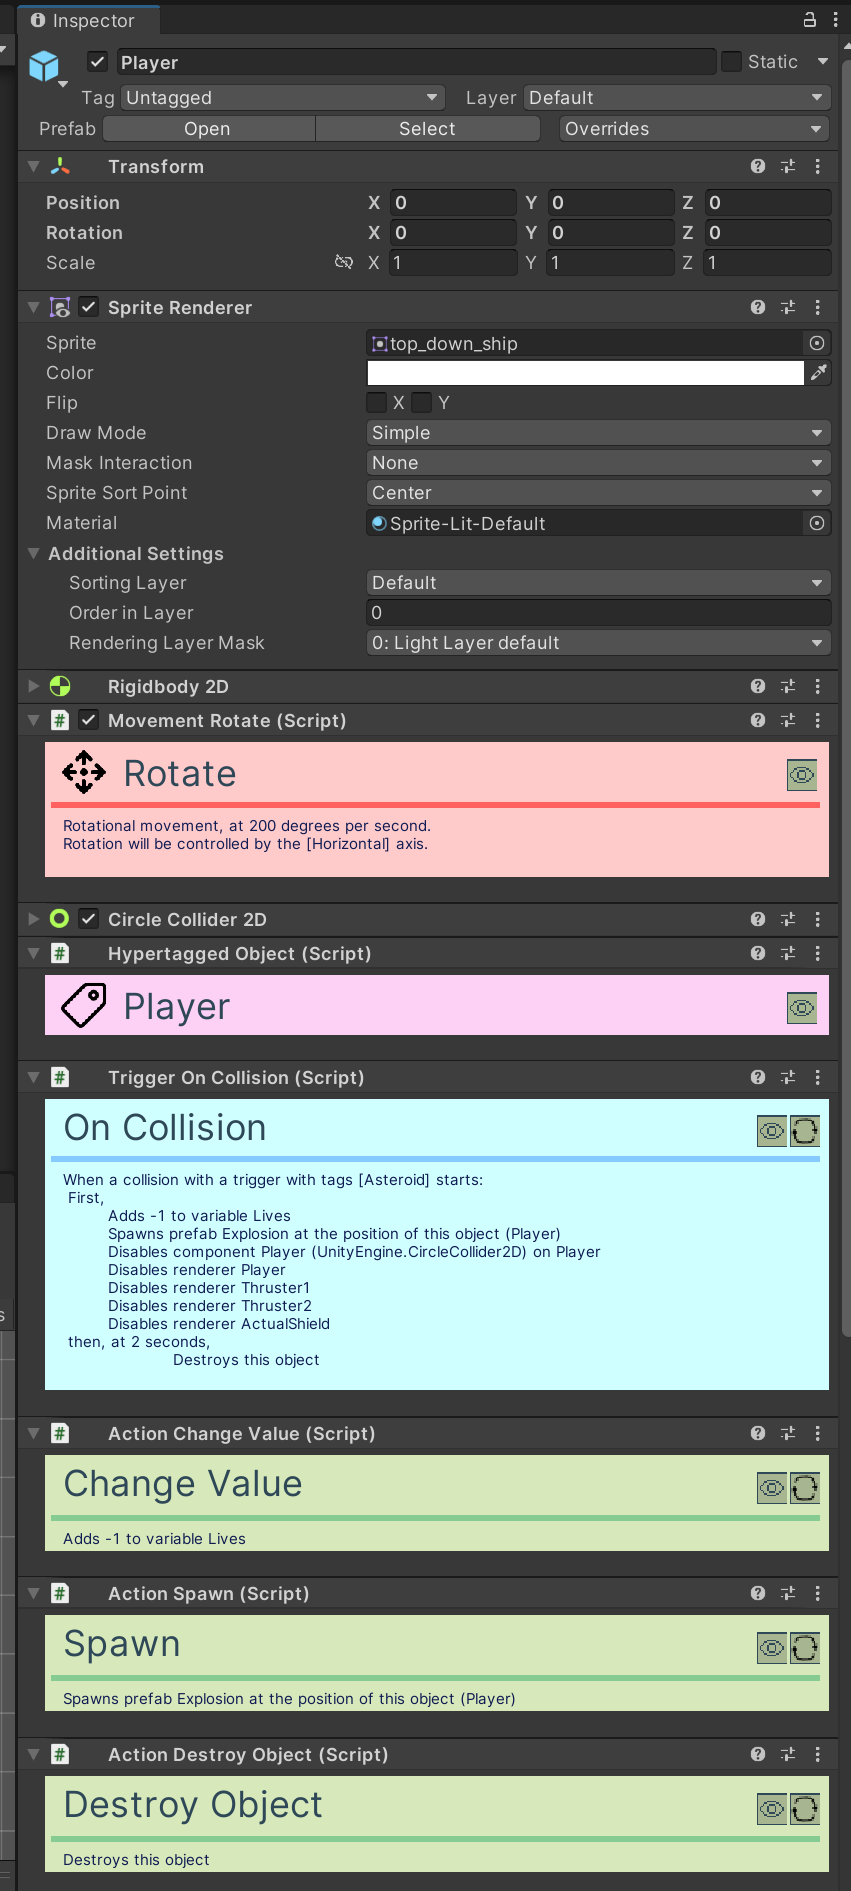 Inspector
Player
Static
Tag Untagged Layer Default
Prefab Open Select Overrides
Transform
Position X 0 Y 0 Z 0
Rotation X 0 Y 0 Z 0
Scale X 1 Y 1 Z 1
Sprite Renderer
Sprite top_down_ship
Color
Flip X Y
Draw Mode Simple
Mask Interaction None
Sprite Sort Point Center
Material Sprite-Lit-Default
Additional Settings
Sorting Layer Default
Order in Layer 0
Rendering Layer Mask 0: Light Layer default
Rigidbody 2D
# Movement Rotate (Script)
Rotate
Rotational movement, at 200 degrees per second.
Rotation will be controlled by the [Horizontal] axis.
Circle Collider 2D
# Hypertagged Object (Script)
Player
# Trigger On Collision (Script)
On Collision
When a collision with a trigger with tags [Asteroid] starts:
First,
Adds -1 to variable Lives
Spawns prefab Explosion at the position of this object (Player)
Disables component Player (UnityEngine.CircleCollider2D) on Player
Disables renderer Player
Disables renderer Thruster1
s
Disables renderer Thruster2
Disables renderer ActualShield
then, at 2 seconds,
Destroys this object
# Action Change Value (Script)
Change Value
Adds -1 to variable Lives
# Action Spawn (Script)
Spawn
Spawns prefab Explosion at the position of this object (Player)
# Action Destroy Object (Script)
Destroy Object
Destroys this object